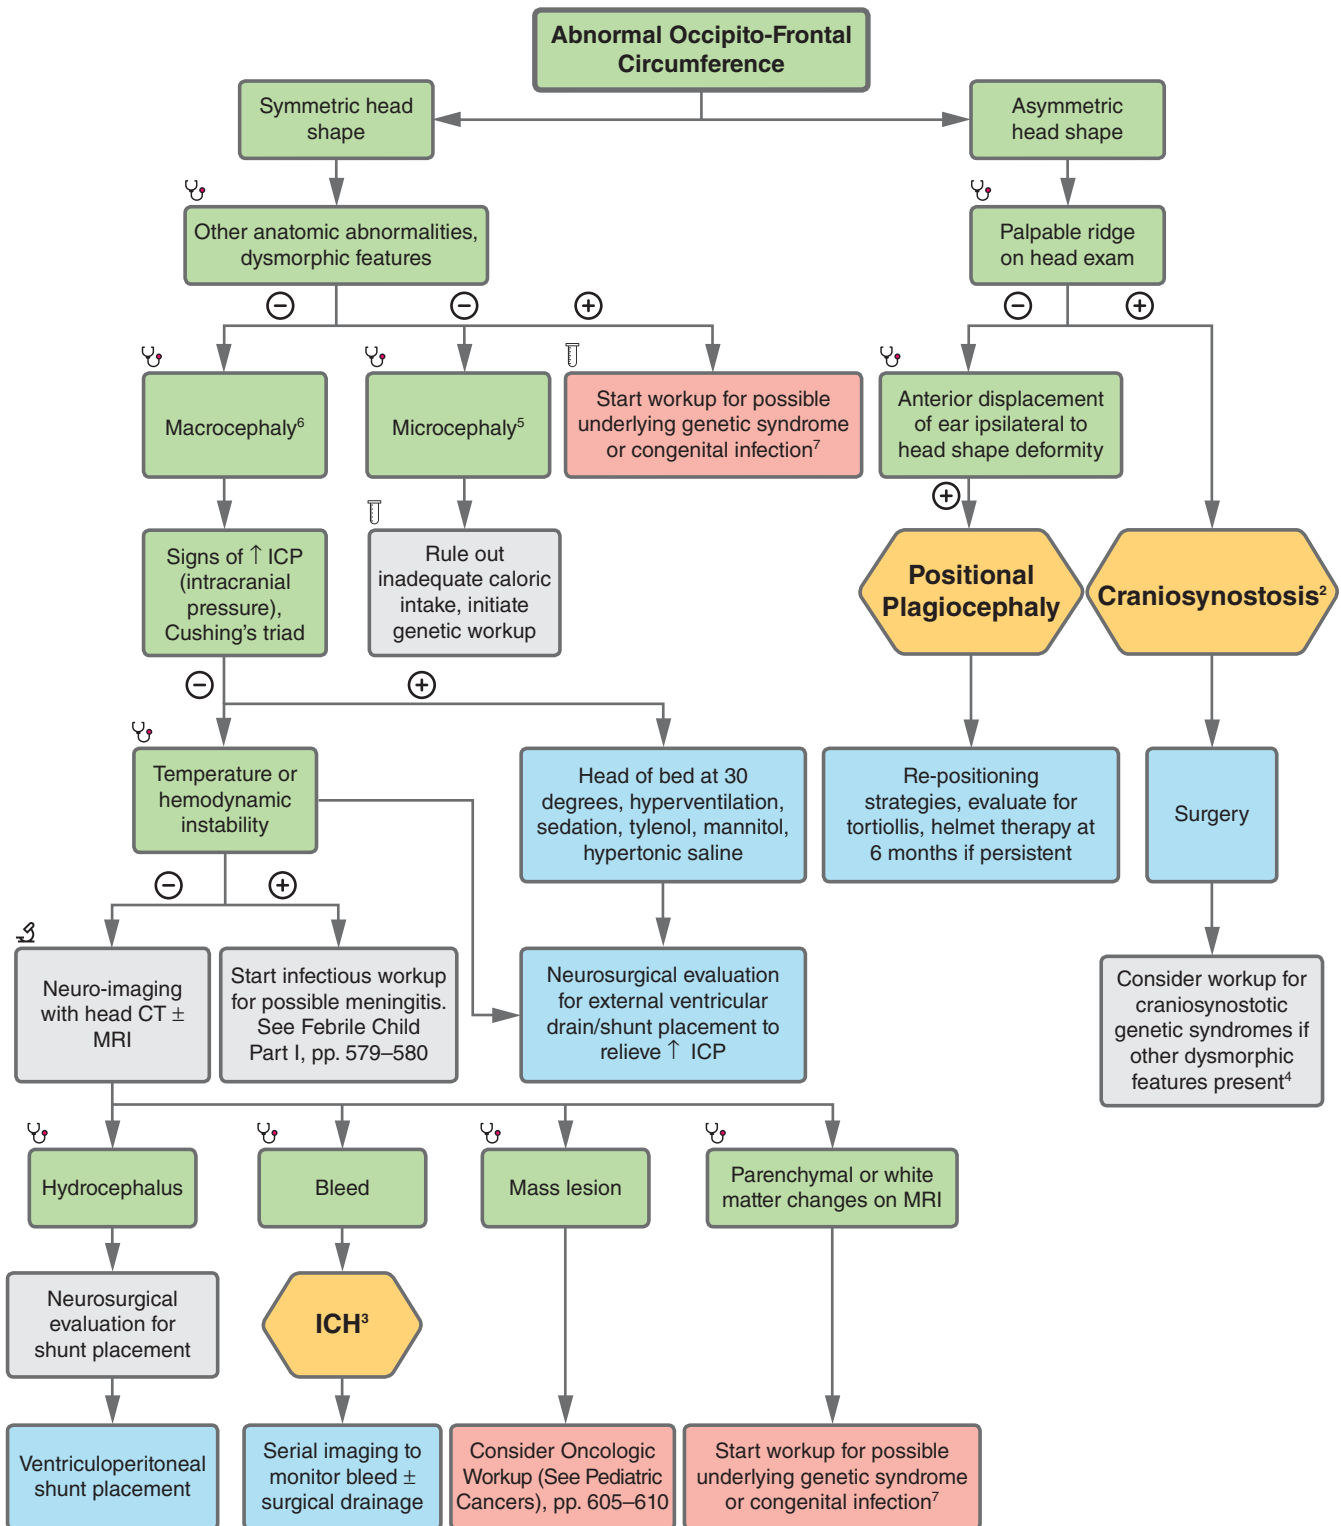 Abnormal Occipito-Frontal
Circumference
Symmetric head
shape
Asymmetric
head shape
Other anatomic abnormalities,
dysmorphic features
Palpable ridge
on head exam
− − +
− +
Macrocephaly⁶
Microcephaly⁵
Start workup for possible
underlying genetic syndrome
or congenital infection⁷
Anterior displacement
of ear ipsilateral to
head shape deformity
+
Signs of ↑ ICP
(intracranial
pressure),
Cushing’s triad
Rule out
inadequate caloric
intake, initiate
genetic workup
Positional
Plagiocephaly
Craniosynostosis²
− +
Temperature or
hemodynamic
instability
Head of bed at 30
degrees, hyperventilation,
sedation, tylenol, mannitol,
hypertonic saline
Re-positioning
strategies, evaluate for
tortiollis, helmet therapy at
6 months if persistent
Surgery
− +
Neuro-imaging
with head CT ±
MRI
Start infectious workup
for possible meningitis.
See Febrile Child
Part I, pp. 579–580
Neurosurgical evaluation
for external ventricular
drain/shunt placement to
relieve ↑ ICP
Consider workup for
craniosynostotic
genetic syndromes if
other dysmorphic
features present⁴
Hydrocephalus
Bleed
Mass lesion
Parenchymal or white
matter changes on MRI
Neurosurgical
evaluation for
shunt placement
ICH³
Ventriculoperitoneal
shunt placement
Serial imaging to
monitor bleed ±
surgical drainage
Consider Oncologic
Workup (See Pediatric
Cancers), pp. 605–610
Start workup for possible
underlying genetic syndrome
or congenital infection⁷